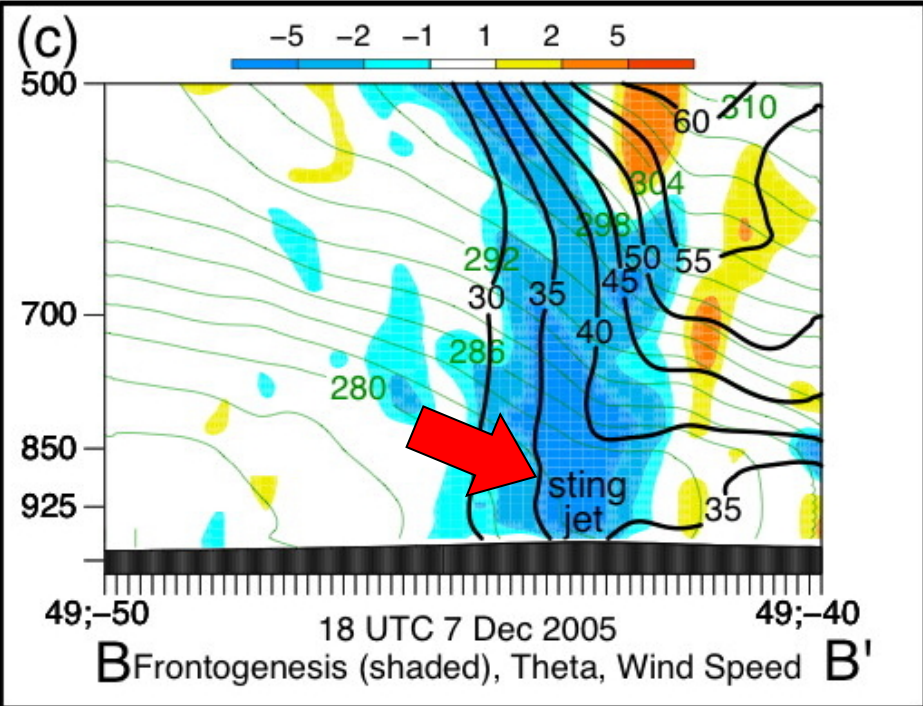 (c)
−5 −2 −1 1 2 5
500
60 310
304
298
292 50 55
45
30 35
700
40
286
280
850
sting
jet
925
35
49;−50 49;−40
18 UTC 7 Dec 2005
B Frontogenesis (shaded), Theta, Wind Speed B'